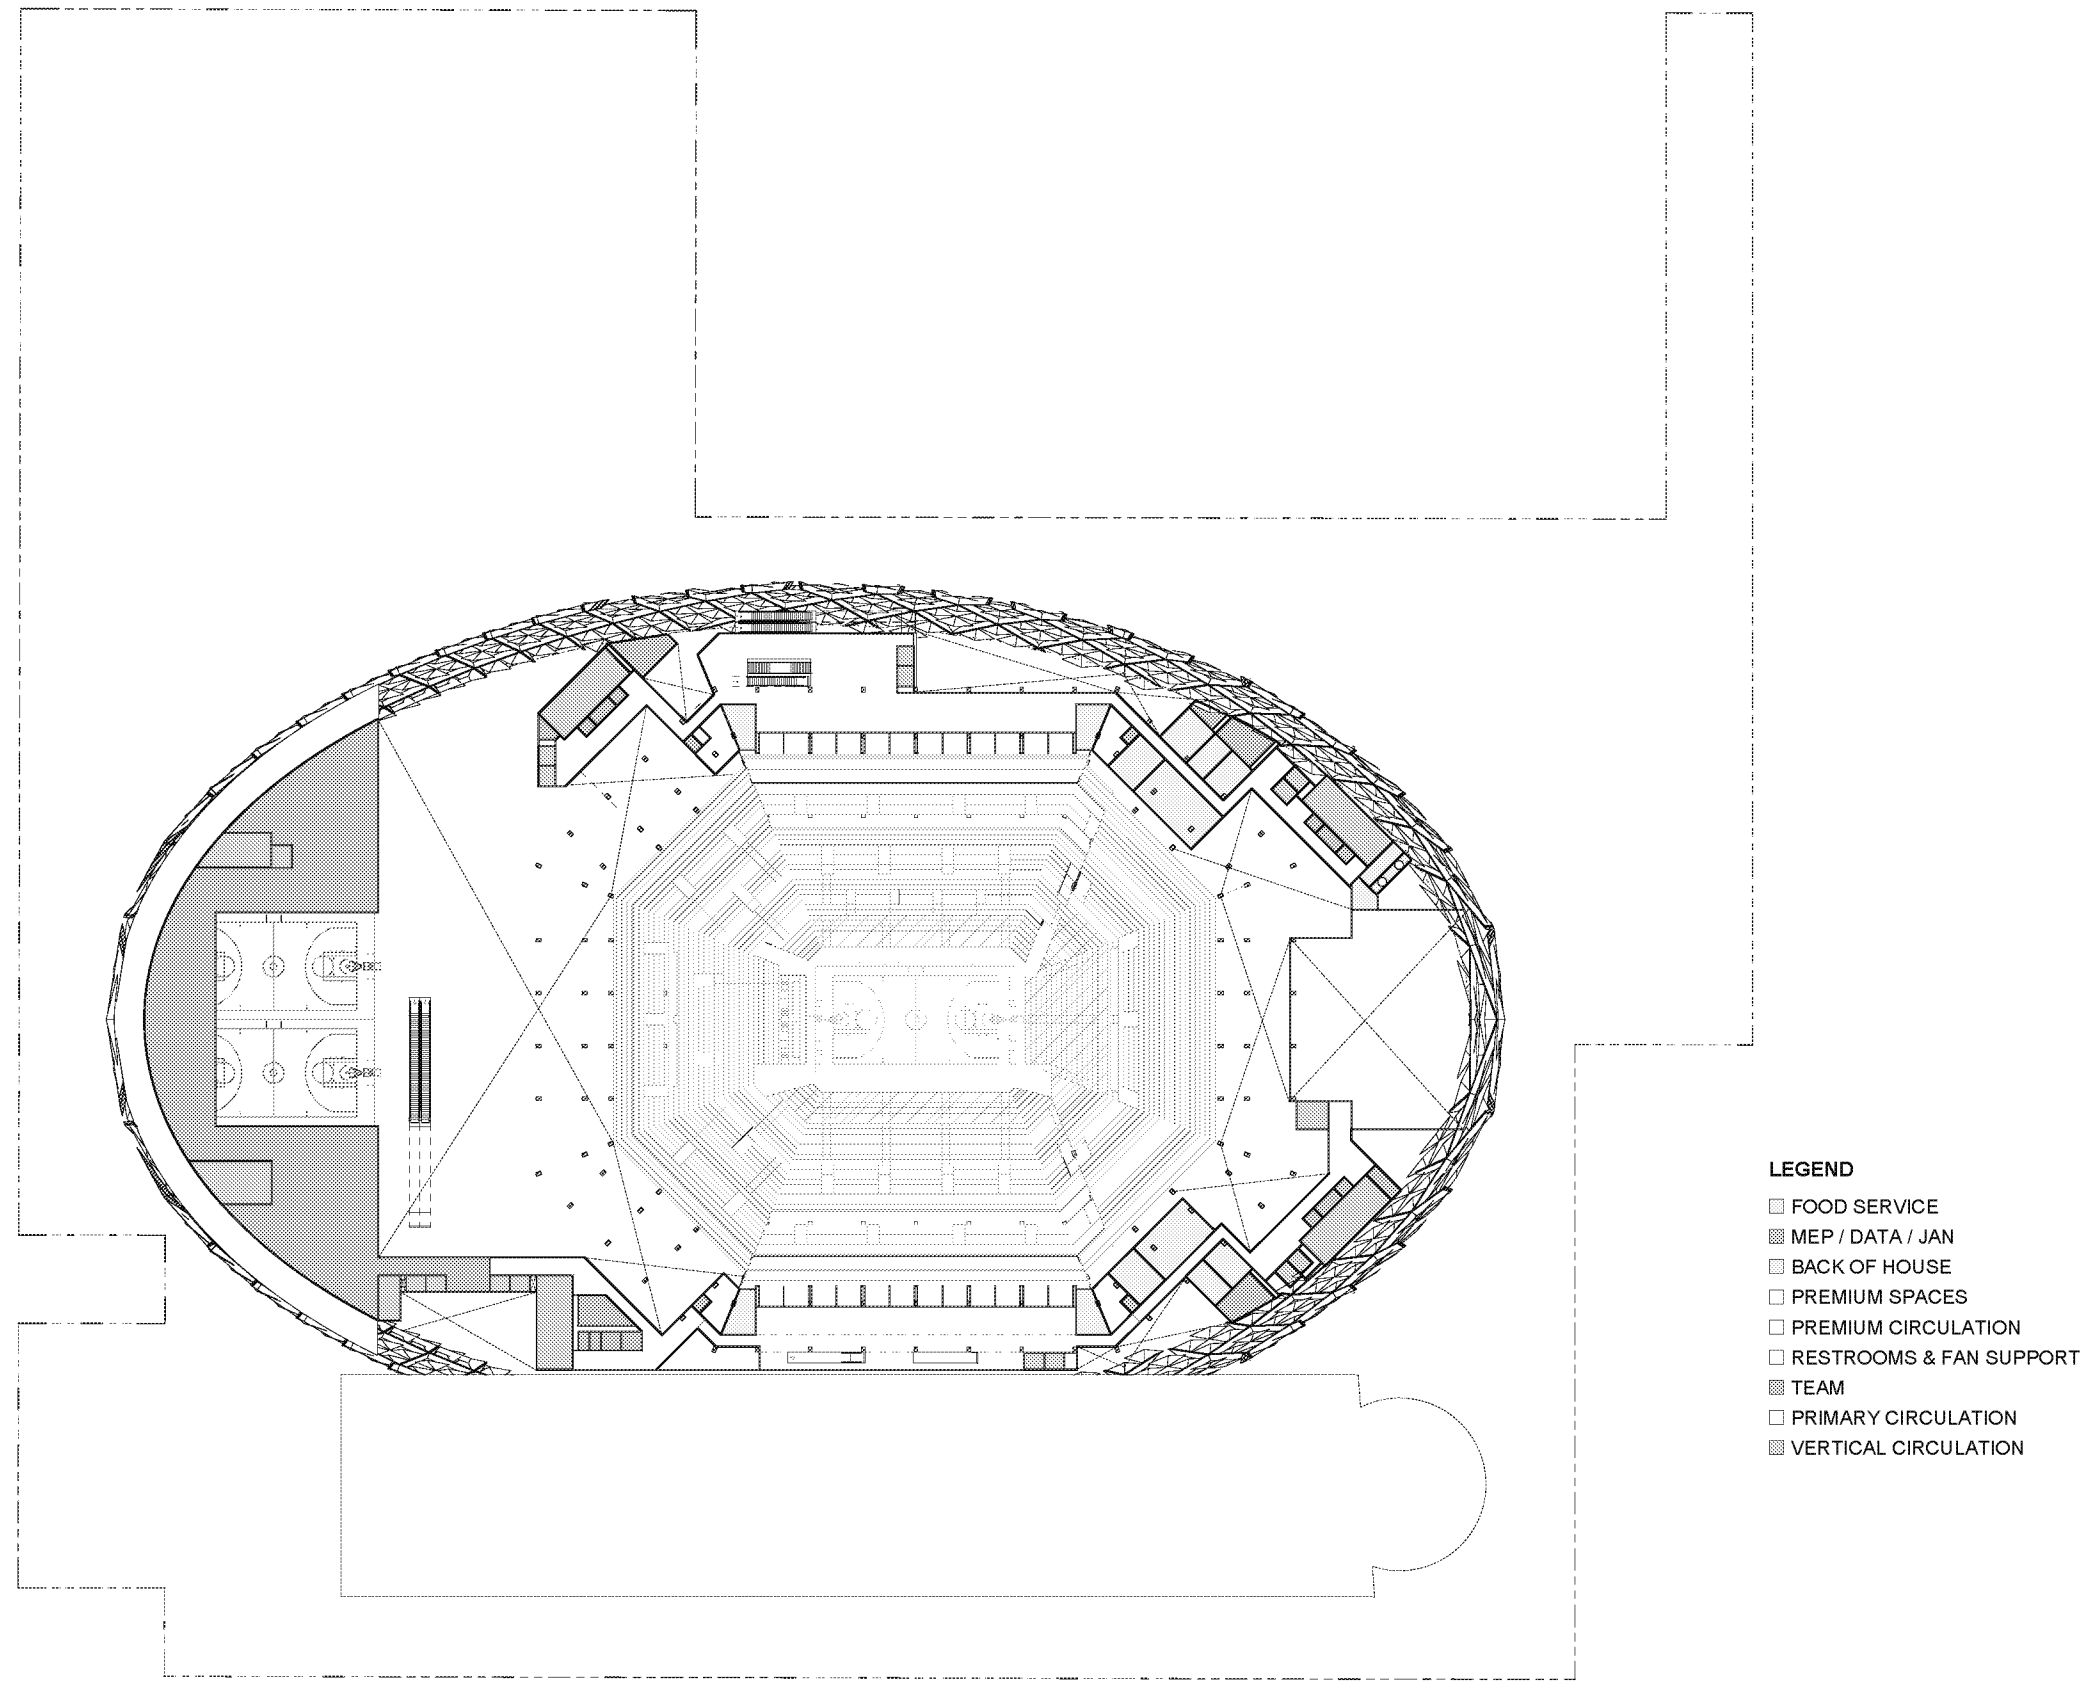 LEGEND
FOOD SERVICE
MEP / DATA / JAN
BACK OF HOUSE
PREMIUM SPACES
PREMIUM CIRCULATION
RESTROOMS & FAN SUPPORT
TEAM
PRIMARY CIRCULATION
VERTICAL CIRCULATION